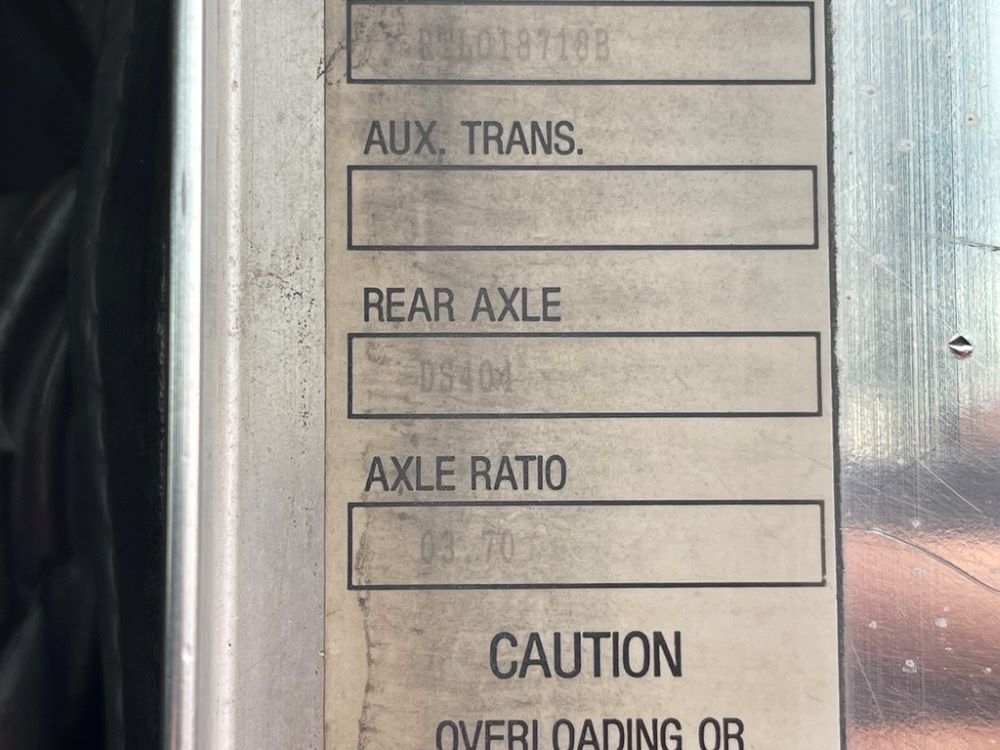 RTLO18718B
AUX. TRANS.
REAR AXLE
DS404
AXLE RATIO
03.70
CAUTION
OVERLOADING OR